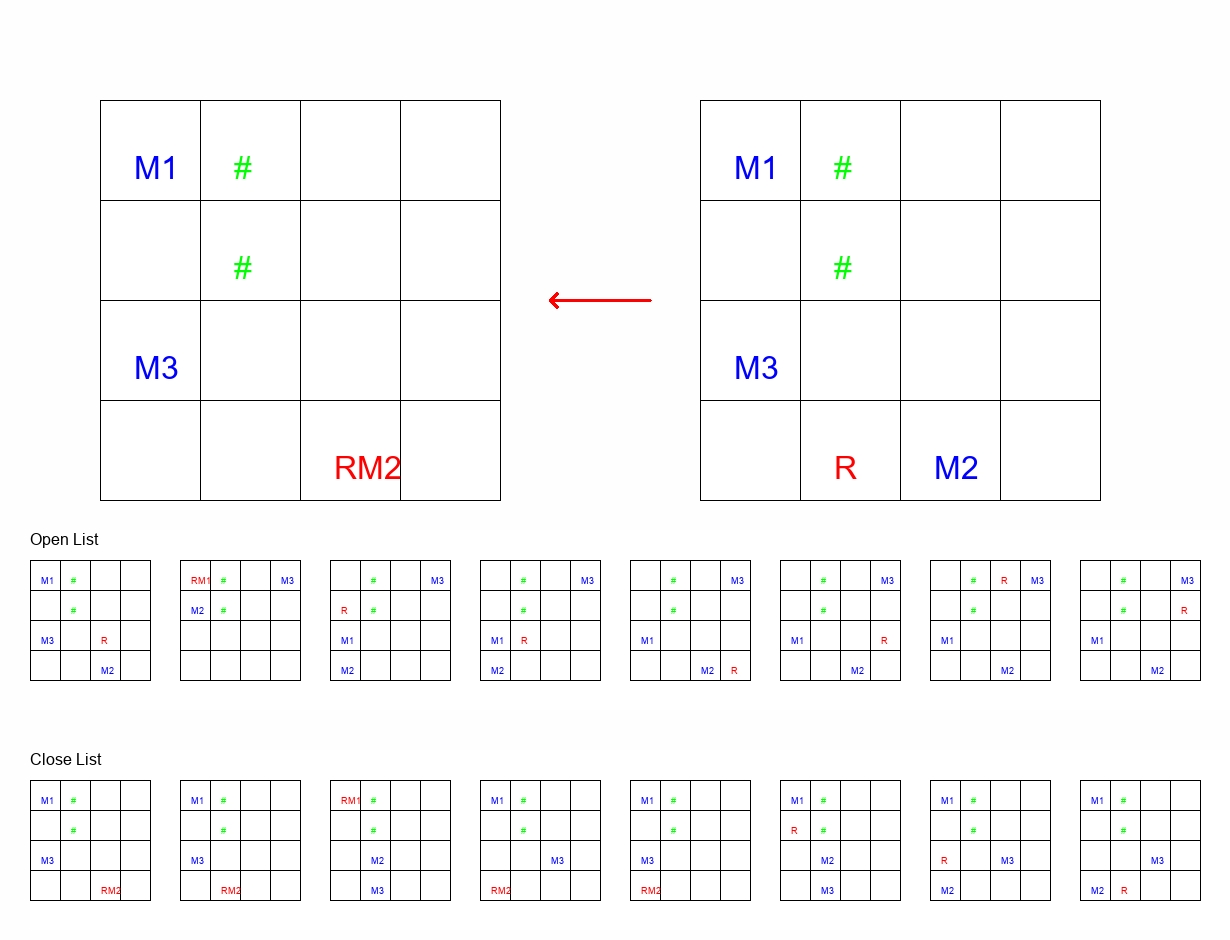 M1 # M1 #
# #
M3 M3
RM2 R M2
Open List
M1 # RM1 # M3 # M3 # M3 # M3 # M3 # R M3 # M3
# M2 # R # # # # # # R
M3 R M1 M1 R M1 M1 R M1 M1
M2 M2 M2 M2 R M2 M2 M2
Close List
M1 # M1 # RM1 # M1 # M1 # M1 # M1 # M1 #
# # # # # R # # #
M3 M3 M2 M3 M3 M2 R M3 M3
RM2 RM2 M3 RM2 RM2 M3 M2 M2 R